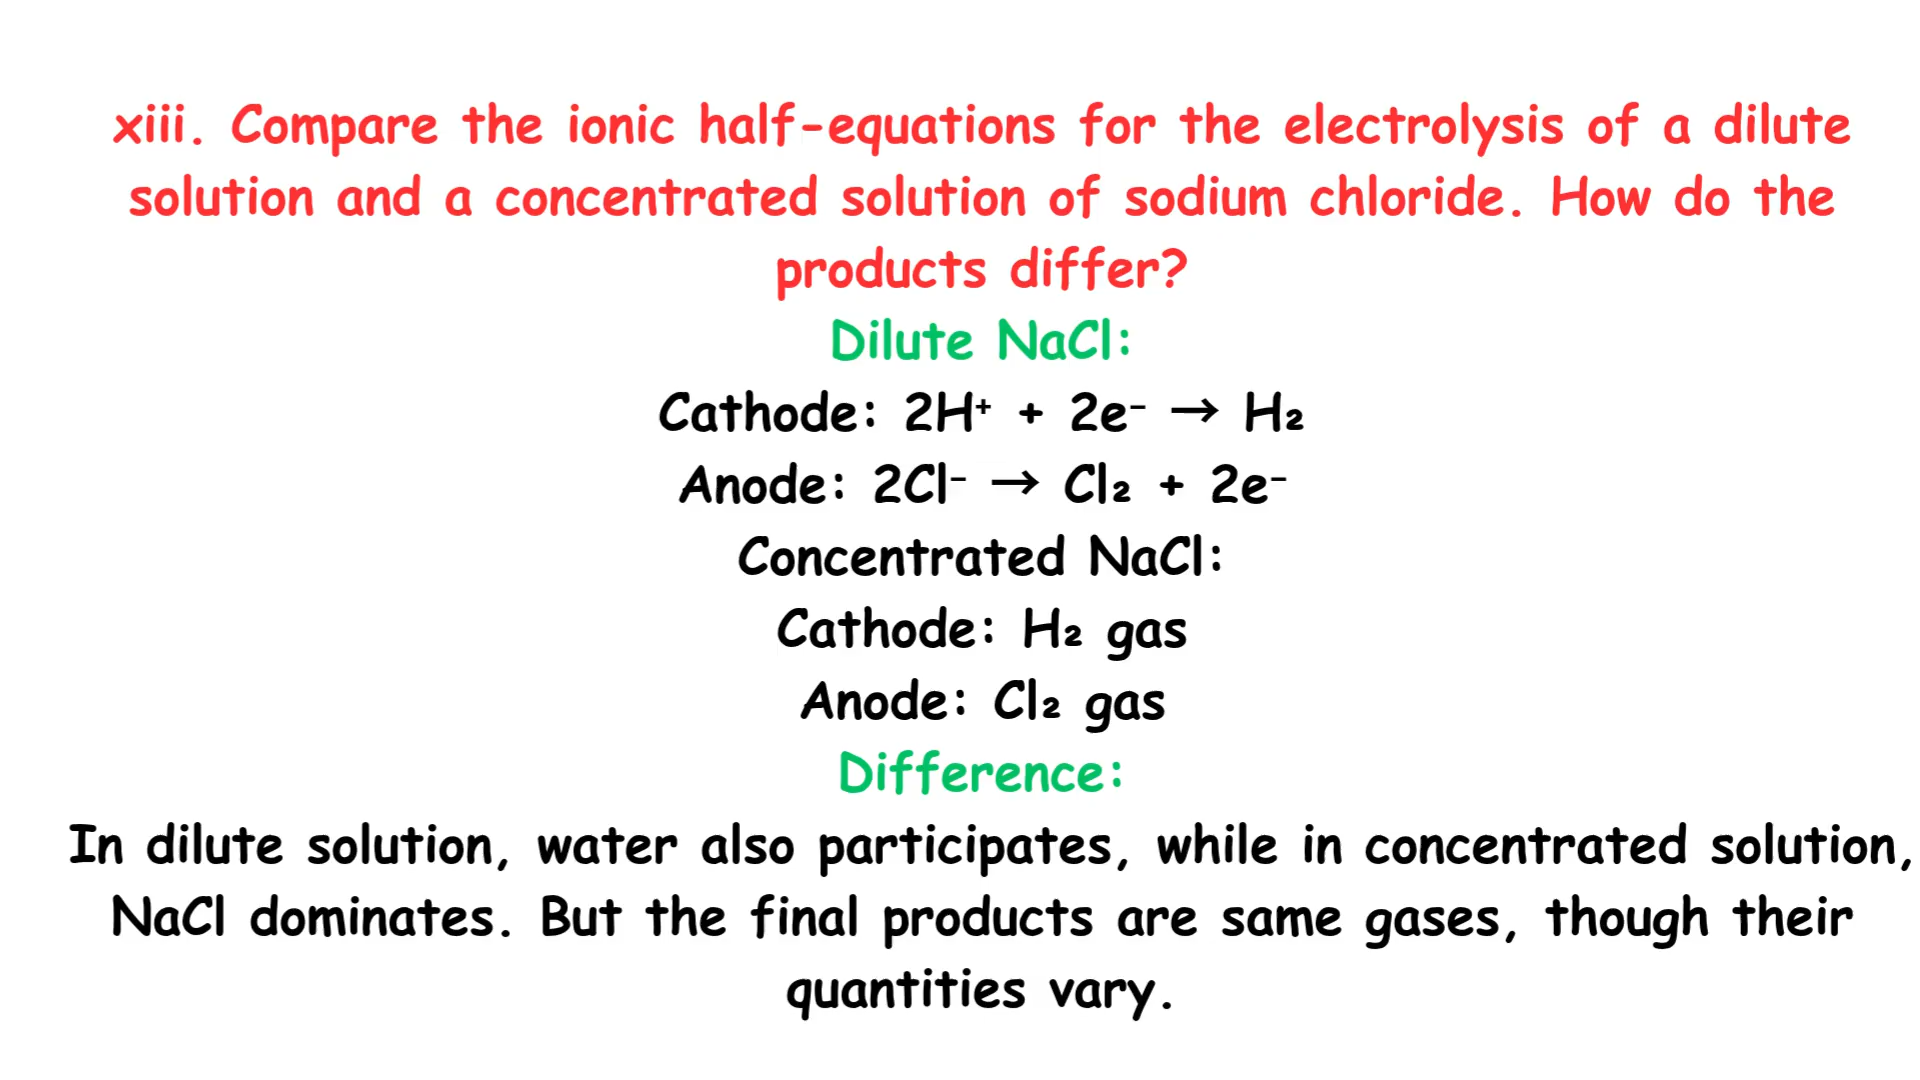 xiii. Compare the ionic half-equations for the electrolysis of a dilute
solution and a concentrated solution of sodium chloride. How do the
products differ?
Dilute NaCl:
Cathode: 2H⁺ + 2e⁻ → H₂
Anode: 2Cl⁻ → Cl₂ + 2e⁻
Concentrated NaCl:
Cathode: H₂ gas
Anode: Cl₂ gas
Difference:
In dilute solution, water also participates, while in concentrated solution,
NaCl dominates. But the final products are same gases, though their
quantities vary.